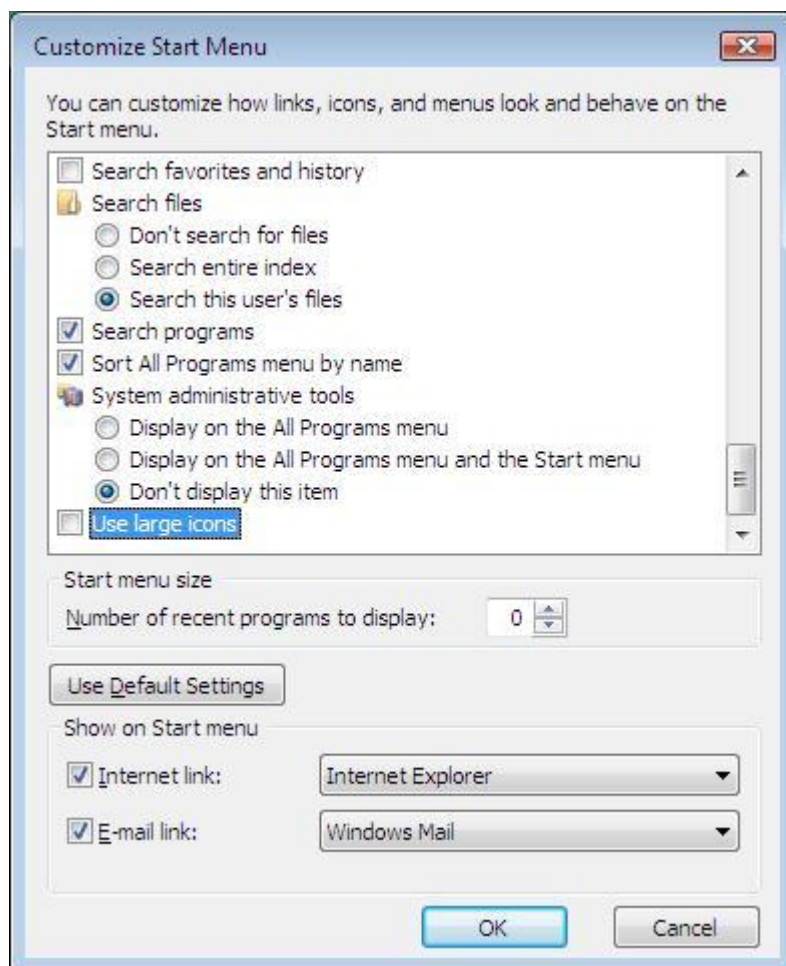 Customize Start Menu
You can customize how links, icons, and menus look and behave on the
Start menu.
Search favorites and history
Search files
Don't search for files
Search entire index
Search this user's files
Search programs
Sort All Programs menu by name
System administrative tools
Display on the All Programs menu
Display on the All Programs menu and the Start menu
Don't display this item
Use large icons
Start menu size
Number of recent programs to display: 0
Use Default Settings
Show on Start menu
Internet link: Internet Explorer
E-mail link: Windows Mail
OK Cancel